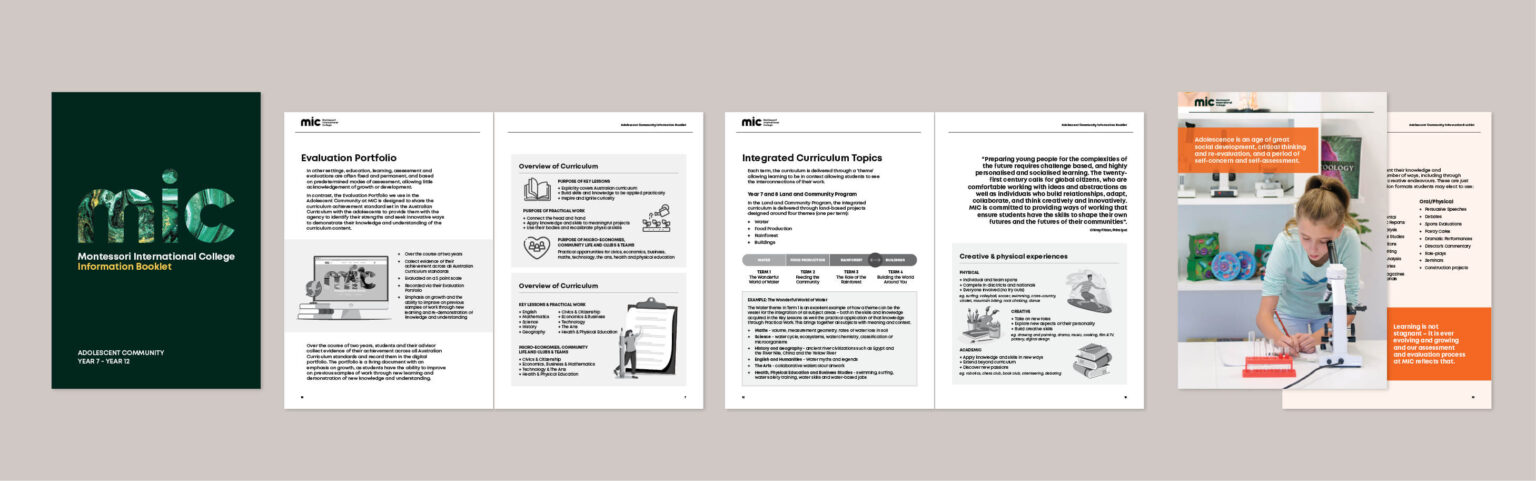 mic
Montessori International College
Information Booklet
ADOLESCENT COMMUNITY
YEAR 7 - YEAR 12
mic
Montessori
International
College
Evaluation Portfolio
In other settings, education, learning, assessment and
evaluations are often fixed and permanent, and based
on predetermined modes of assessment, allowing little
acknowledgement of growth or development.
In contrast, the Evaluation Portfolio we use in the
Adolescent Community at MIC is designed to share the
curriculum achievement standard set in the Australian
Curriculum with the adolescents to provide them with the
agency to identify their strengths and seek innovative ways
to demonstrate their knowledge and understanding of the
curriculum content.
mic
• Over the course of two years
• Collect evidence of their
achievement across all Australian
Curriculum standards
• Evaluated on a 5 point scale
• Recorded via their Evaluation
Portfolio
• Emphasis on growth and the
ability to improve on previous
samples of work through new
learning and re-demonstration of
knowledge and understanding
Over the course of two years, students and their advisor
collect evidence of their achievement across all Australian
Curriculum standards and record them in the digital
portfolio. The portfolio is a living document with an
emphasis on growth, as students have the ability to improve
on previous samples of work through new learning and
demonstration of new knowledge and understanding.
Adolescent Community Information Booklet
Overview of Curriculum
PURPOSE OF KEY LESSONS
• Explicitly covers Australian curriculum
• Build skills and knowledge to be applied practically
• Inspire and ignite curiosity
PURPOSE OF PRACTICAL WORK
• Connect the head and hand
• Apply knowledge and skills to meaningful projects
• Use their bodies and recalibrate physical skills
PURPOSE OF MICRO-ECONOMIES,
COMMUNITY LIFE AND CLUBS & TEAMS
Practical opportunities for civics, economics, business,
maths, technology, the arts, health and physical education
Overview of Curriculum
KEY LESSONS & PRACTICAL WORK
• English
• Mathematics
• Science
• History
• Geography
• Civics & Citizenship
• Economics & Business
• Technology
• The Arts
• Health & Physical Education
MICRO-ECONOMIES, COMMUNITY
LIFE AND CLUBS & TEAMS
• Civics & Citizenship
• Economics, Business & Mathematics
• Technology & The Arts
• Health & Physical Education
mic
Montessori
International
College
Integrated Curriculum Topics
Each term, the curriculum is delivered through a 'theme'
allowing learning to be in context allowing students to see
the interconnections of their work.
Year 7 and 8 Land and Community Program
In the Land and Community Program, the integrated
curriculum is delivered through land-based projects
designed around four themes (one per term):
• Water
• Food Production
• Rainforest
• Buildings
WATER
FOOD PRODUCTION
RAINFOREST
BUILDINGS
TERM 1
The Wonderful
World of Water
TERM 2
Feeding the
Community
TERM 3
The Role of the
Rainforest
TERM 4
Building the World
Around You
EXAMPLE: The Wonderful World of Water
The Water theme in Term 1 is an excellent example of how a theme can be the
vessel for the integration of all subject areas – both in the skills and knowledge
acquired in the Key Lessons as well the practical application of that knowledge
through Practical Work. This brings together all subjects with meaning and context.
• Maths - volume, measurement geometry, rates of water loss in soil
• Science - water cycle, ecosystems, water chemistry, classification of
microorganisms
• History and Geography - ancient river civilizations such as Egypt and
the River Nile, China and the Yellow River
• English and Humanities - Water myths and legends
• The Arts - collaborative watercolour artwork
• Health, Physical Education and Business Studies - swimming, surfing,
water safety training, water skills and water-based jobs
Adolescent Community Information Booklet
"Preparing young people for the complexities of
the future requires challenge based, and highly
personalised and socialised learning. The twenty-
first century calls for global citizens, who are
comfortable working with ideas and abstractions as
well as individuals who build relationships, adapt,
collaborate, and think creatively and innovatively.
MIC is committed to providing ways of working that
ensure students have the skills to shape their own
futures and the futures of their communities".
Creative & physical experiences
PHYSICAL
• Individual and team sports
• Compete in districts and nationals
• Everyone involved (no try outs)
eg. surfing, volleyball, soccer, swimming, cross-country,
circular, mountain biking, rock climbing, dance
CREATIVE
• Take on new roles
• Explore new aspects of their personality
• Build creative skills
eg. drawing and painting, drama, music, cooking, film & TV,
pottery, digital design
ACADEMIC
• Apply knowledge and skills in new ways
• Extend beyond curriculum
• Discover new passions
eg. robotics, chess club, book club, orienteering, debating
mic
Montessori
International
College
Adolescence is an age of great
social development, critical thinking
and re-evaluation, and a period of
self-concern and self-assessment.
Adolescent Community Information Booklet
Oral/Physical
• Persuasive Speeches
• Debates
• Sports Evaluations
• Poetry Cafes
• Dramatic Performances
• Director's Commentary
• Role-plays
• Seminars
• Construction projects
Learning is not
stagnant – it is ever
evolving and growing
and our assessment
and evaluation process
at MIC reflects that.